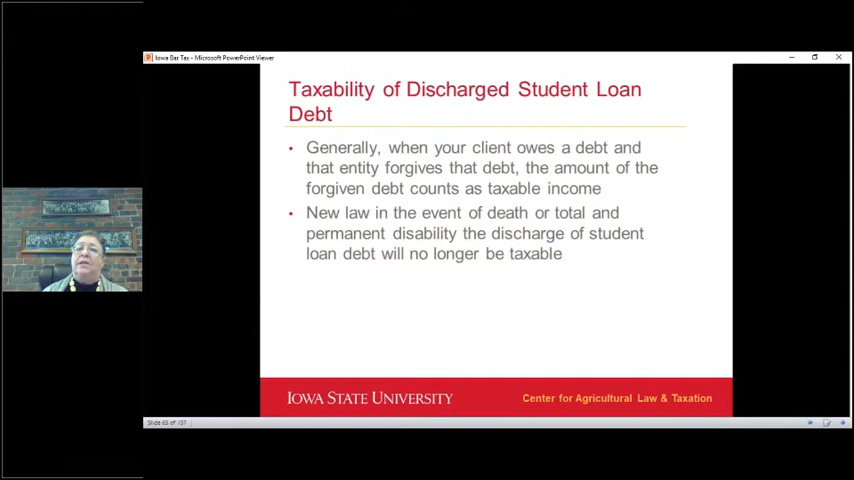 Iowa Bar Tax - Microsoft PowerPoint Viewer
Taxability of Discharged Student Loan
Debt
• Generally, when your client owes a debt and
that entity forgives that debt, the amount of the
forgiven debt counts as taxable income
• New law in the event of death or total and
permanent disability the discharge of student
loan debt will no longer be taxable
IOWA STATE UNIVERSITY
Center for Agricultural Law & Taxation
Slide 65 of 157